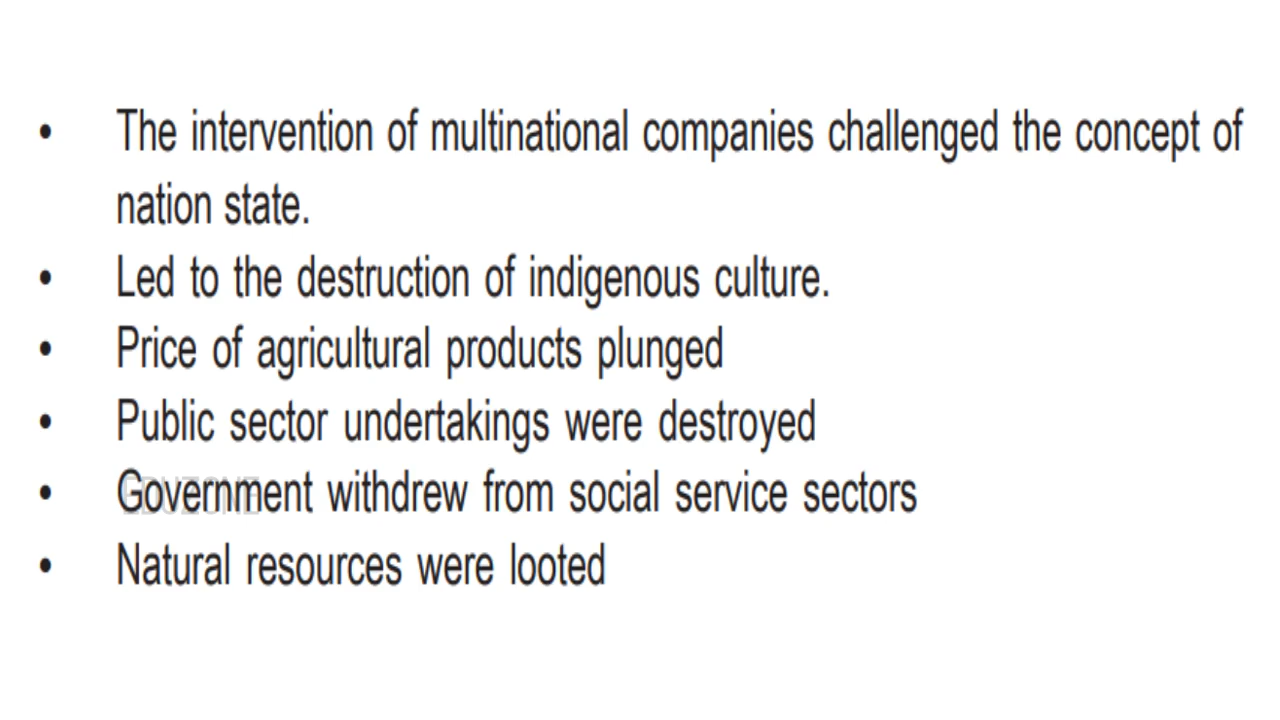 • The intervention of multinational companies challenged the concept of
nation state.
• Led to the destruction of indigenous culture.
• Price of agricultural products plunged
• Public sector undertakings were destroyed
• Government withdrew from social service sectors
EDUZONE
• Natural resources were looted